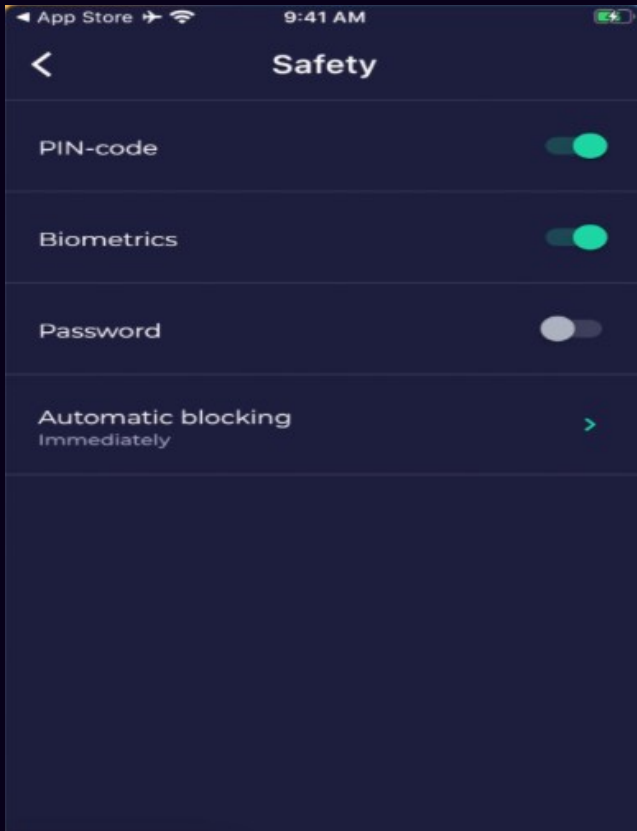 App Store 9:41 AM
Safety
PIN-code
Biometrics
Password
Automatic blocking
Immediately